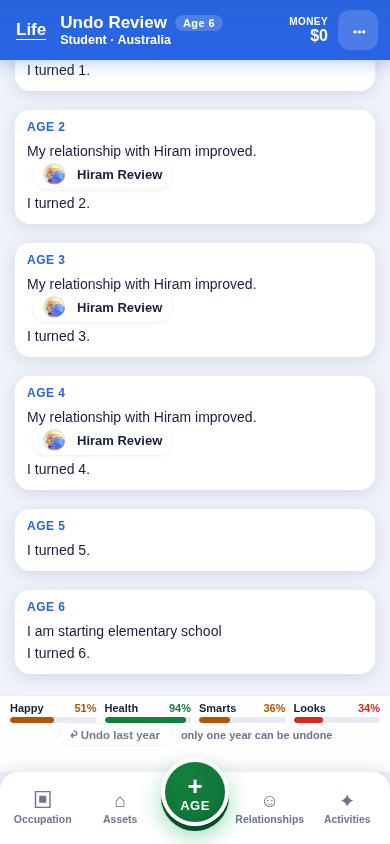 Life
Undo Review Age 6
Student · Australia
MONEY
$0
I turned 1.
AGE 2
My relationship with Hiram improved.
Hiram Review
I turned 2.
AGE 3
My relationship with Hiram improved.
Hiram Review
I turned 3.
AGE 4
My relationship with Hiram improved.
Hiram Review
I turned 4.
AGE 5
I turned 5.
AGE 6
I am starting elementary school
I turned 6.
Happy 51% Health 94% Smarts 36% Looks 34%
Undo last year only one year can be undone
+
AGE
Occupation Assets Relationships Activities